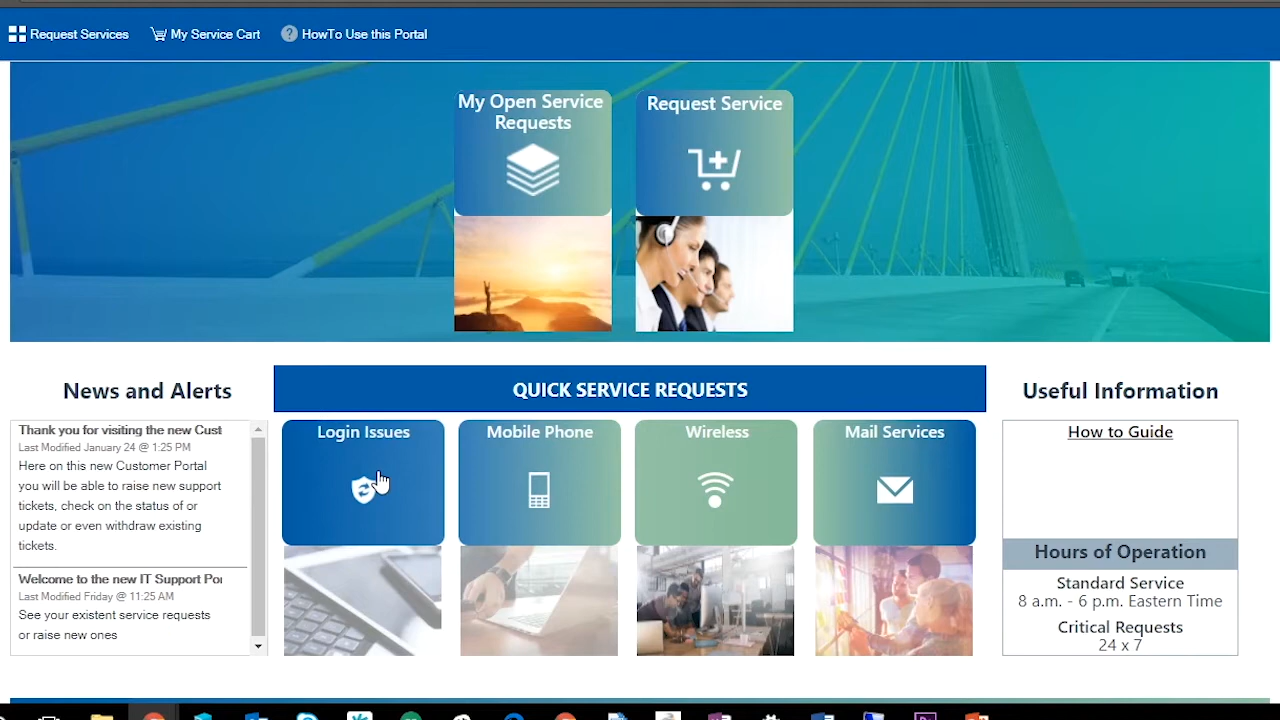 Request Services
My Service Cart
HowTo Use this Portal
My Open Service
Requests
Request Service
News and Alerts
Thank you for visiting the new Cust
Last Modified January 24 @ 1:25 PM
Here on this new Customer Portal
you will be able to raise new support
tickets, check on the status of or
update or even withdraw existing
tickets.
Welcome to the new IT Support Por
Last Modified Friday @ 11:25 AM
See your existent service requests
or raise new ones
QUICK SERVICE REQUESTS
Login Issues
Mobile Phone
Wireless
Mail Services
Useful Information
How to Guide
Hours of Operation
Standard Service
8 a.m. - 6 p.m. Eastern Time
Critical Requests
24 x 7